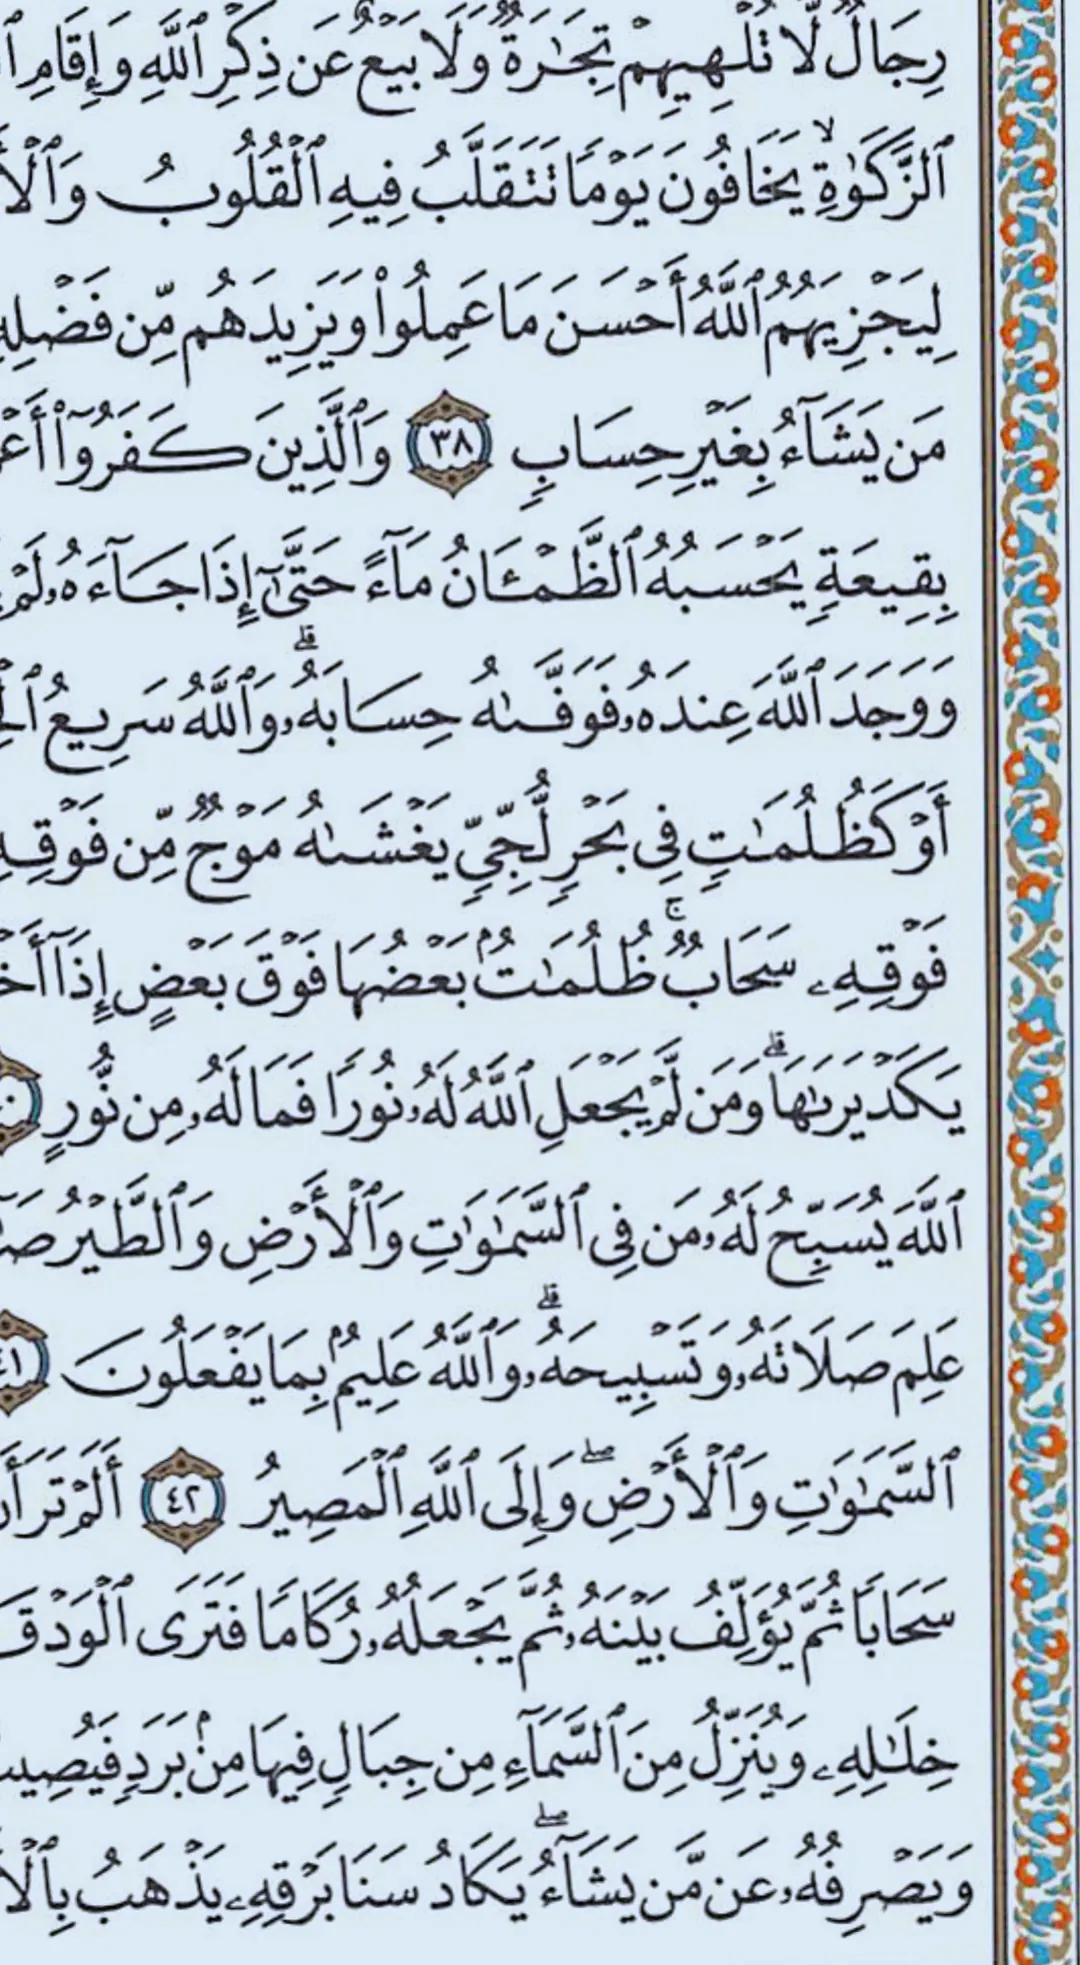 رِجَالٌ لَّا تُلْهِيهِمْ تِجَٰرَةٌ وَلَا بَيْعٌ عَن ذِكْرِ ٱللَّهِ وَإِقَامِ
ٱلزَّكَوٰةِ ۙ يَخَافُونَ يَوْمًا تَتَقَلَّبُ فِيهِ ٱلْقُلُوبُ
لِيَجْزِيَهُمُ ٱللَّهُ أَحْسَنَ مَا عَمِلُوا۟ وَيَزِيدَهُم مِّن فَضْلِهِ
مَن يَشَآءُ بِغَيْرِ حِسَابٍ ٣٨ وَٱلَّذِينَ كَفَرُوٓا۟
بِقِيعَةٍ يَحْسَبُهُ ٱلظَّمْـَٔانُ مَآءً حَتَّىٰٓ إِذَا جَآءَهُۥ لَمْ
وَوَجَدَ ٱللَّهَ عِندَهُۥ فَوَفَّىٰهُ حِسَابَهُۥ ۗ وَٱللَّهُ سَرِيعُ
أَوْ كَظُلُمَٰتٍ فِى بَحْرٍ لُّجِّىٍّ يَغْشَىٰهُ مَوْجٌ مِّن فَوْقِهِ
فَوْقِهِۦ سَحَابٌ ۚ ظُلُمَٰتٌۢ بَعْضُهَا فَوْقَ بَعْضٍ إِذَآ
يَكَدْ يَرَىٰهَا ۗ وَمَن لَّمْ يَجْعَلِ ٱللَّهُ لَهُۥ نُورًا فَمَا لَهُۥ مِن نُّورٍ
ٱللَّهَ يُسَبِّحُ لَهُۥ مَن فِى ٱلسَّمَٰوَٰتِ وَٱلْأَرْضِ وَٱلطَّيْرُ
عَلِمَ صَلَاتَهُۥ وَتَسْبِيحَهُۥ ۗ وَٱللَّهُ عَلِيمٌۢ بِمَا يَفْعَلُونَ
ٱلسَّمَٰوَٰتِ وَٱلْأَرْضِ ۖ وَإِلَى ٱللَّهِ ٱلْمَصِيرُ ٤٢ أَلَمْ تَرَ
سَحَابًا ثُمَّ يُؤَلِّفُ بَيْنَهُۥ ثُمَّ يَجْعَلُهُۥ رُكَامًا فَتَرَى ٱلْوَدْقَ
خِلَٰلِهِۦ وَيُنَزِّلُ مِنَ ٱلسَّمَآءِ مِن جِبَالٍ فِيهَا مِنۢ بَرَدٍ
وَيَصْرِفُهُۥ عَن مَّن يَشَآءُ ۖ يَكَادُ سَنَا بَرْقِهِۦ يَذْهَبُ